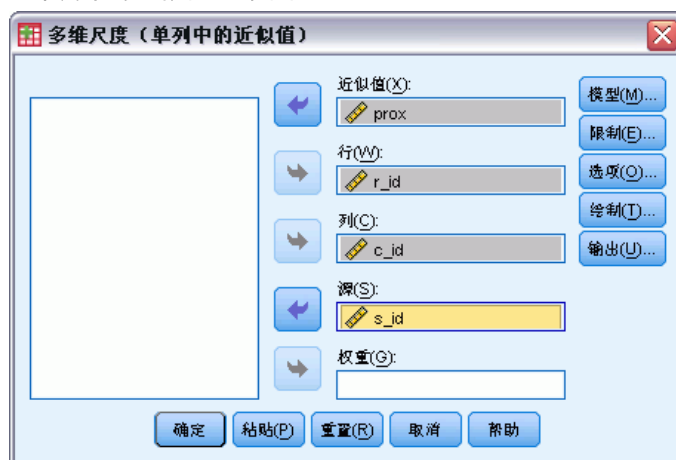 多维尺度（单列中的近似值）
近似值(X):
prox
行(W):
r_id
列(C):
c_id
源(S):
s_id
权重(G):
模型(M)...
限制(E)...
选项(O)...
绘制(T)...
输出(U)...
确定
粘贴(P)
重置(R)
取消
帮助